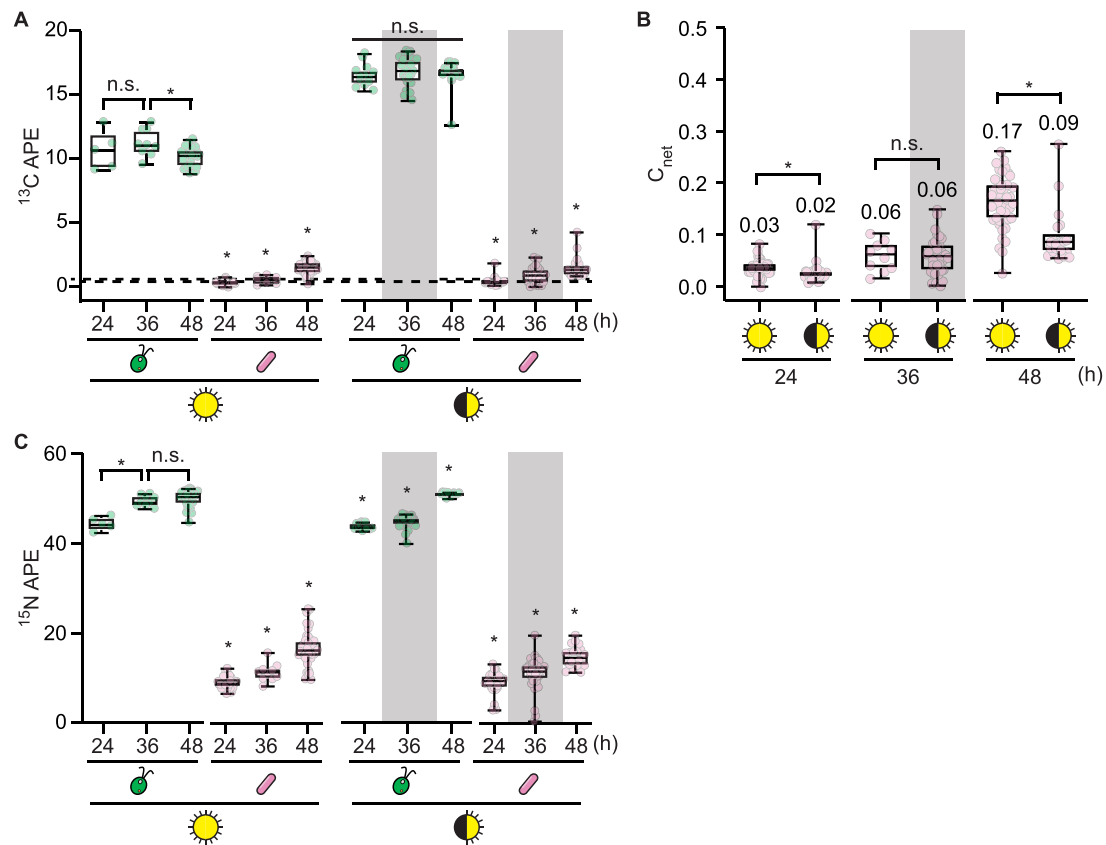 A
20
15
10
5
0
¹³C APE
n.s.
*
n.s.
* * *
* * *
24 36 48 24 36 48 24 36 48 24 36 48 (h)
B
0.5
0.4
0.3
0.2
0.1
0.0
C_net
*
0.03 0.02
n.s.
0.06 0.06
*
0.17 0.09
24 36 48 (h)
C
60
40
20
0
¹⁵N APE
* n.s.
* * *
* * *
* * *
24 36 48 24 36 48 24 36 48 24 36 48 (h)